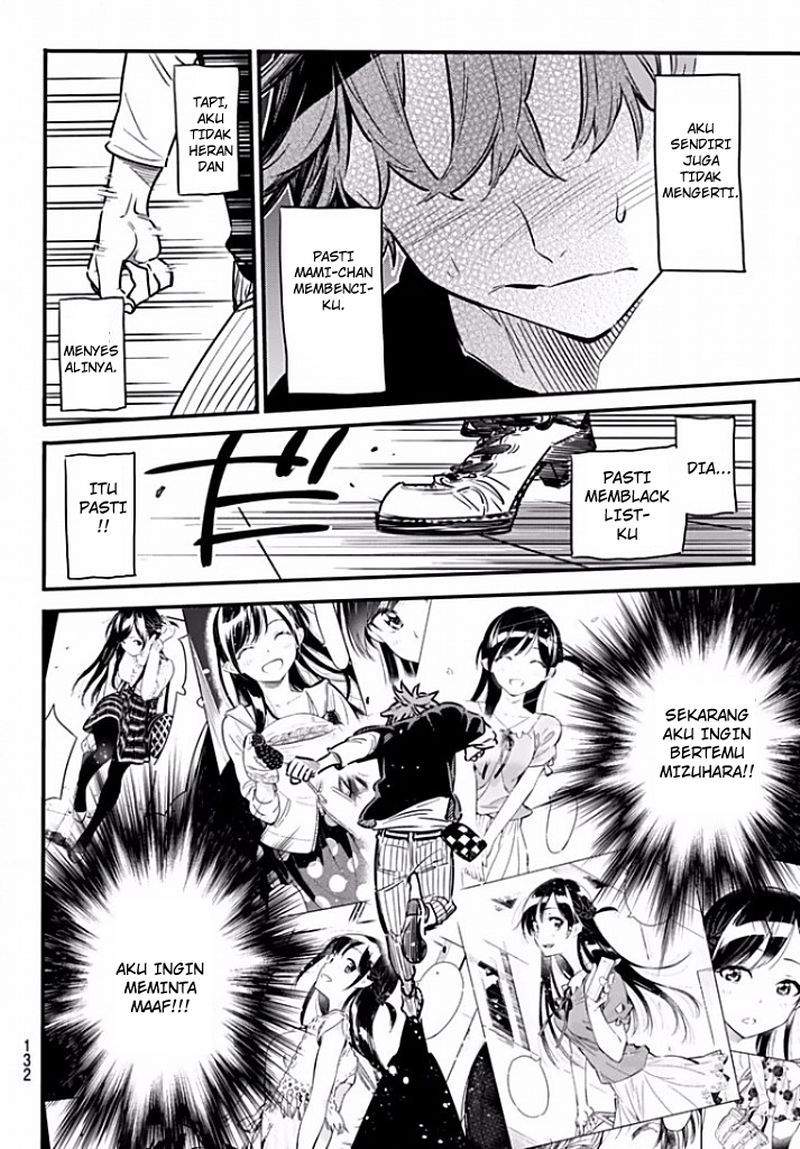 AKU
SENDIRI
JUGA
TIDAK
MENGERTI.
PASTI
MAMI-CHAN
MEMBENCI-
KU.
TAPI,
AKU
TIDAK
HERAN
DAN
MENYES
ALINYA.
DIA...
PASTI
MEMBLACK
LIST-
KU
ITU
PASTI
!!
SEKARANG
AKU INGIN
BERTEMU
MIZUHARA!!
AKU INGIN
MEMINTA
MAAF!!!
132